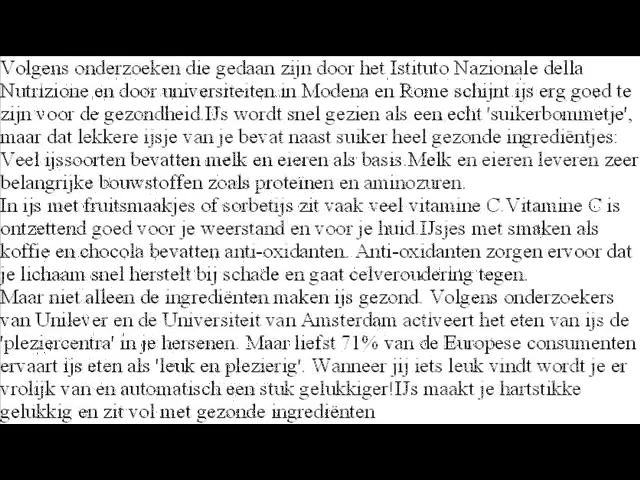 Volgens onderzoeken die gedaan zijn door het Istituto Nazionale della
Nutrizione en door universiteiten in Modena en Rome schijnt ijs erg goed te
zijn voor de gezondheid.IJs wordt snel gezien als een echt 'suikerbommetje',
maar dat lekkere ijsje van je bevat naast suiker heel gezonde ingrediëntjes:
Veel ijssoorten bevatten melk en eieren als basis.Melk en eieren leveren zeer
belangrijke bouwstoffen zoals proteïnen en aminozuren.
In ijs met fruitsmaakjes of sorbetijs zit vaak veel vitamine C.Vitamine C is
ontzettend goed voor je weerstand en voor je huid.IJsjes met smaken als
koffie en chocola bevatten anti-oxidanten. Anti-oxidanten zorgen ervoor dat
je lichaam snel herstelt bij schade en gaat celveroudering tegen.
Maar niet alleen de ingrediënten maken ijs gezond. Volgens onderzoekers
van Unilever en de Universiteit van Amsterdam activeert het eten van ijs de
'pleziercentra' in je hersenen. Maar liefst 71% van de Europese consumenten
ervaart ijs eten als 'leuk en plezierig'. Wanneer jij iets leuk vindt wordt je er
vrolijk van en automatisch een stuk gelukkiger!IJs maakt je hartstikke
gelukkig en zit vol met gezonde ingrediënten